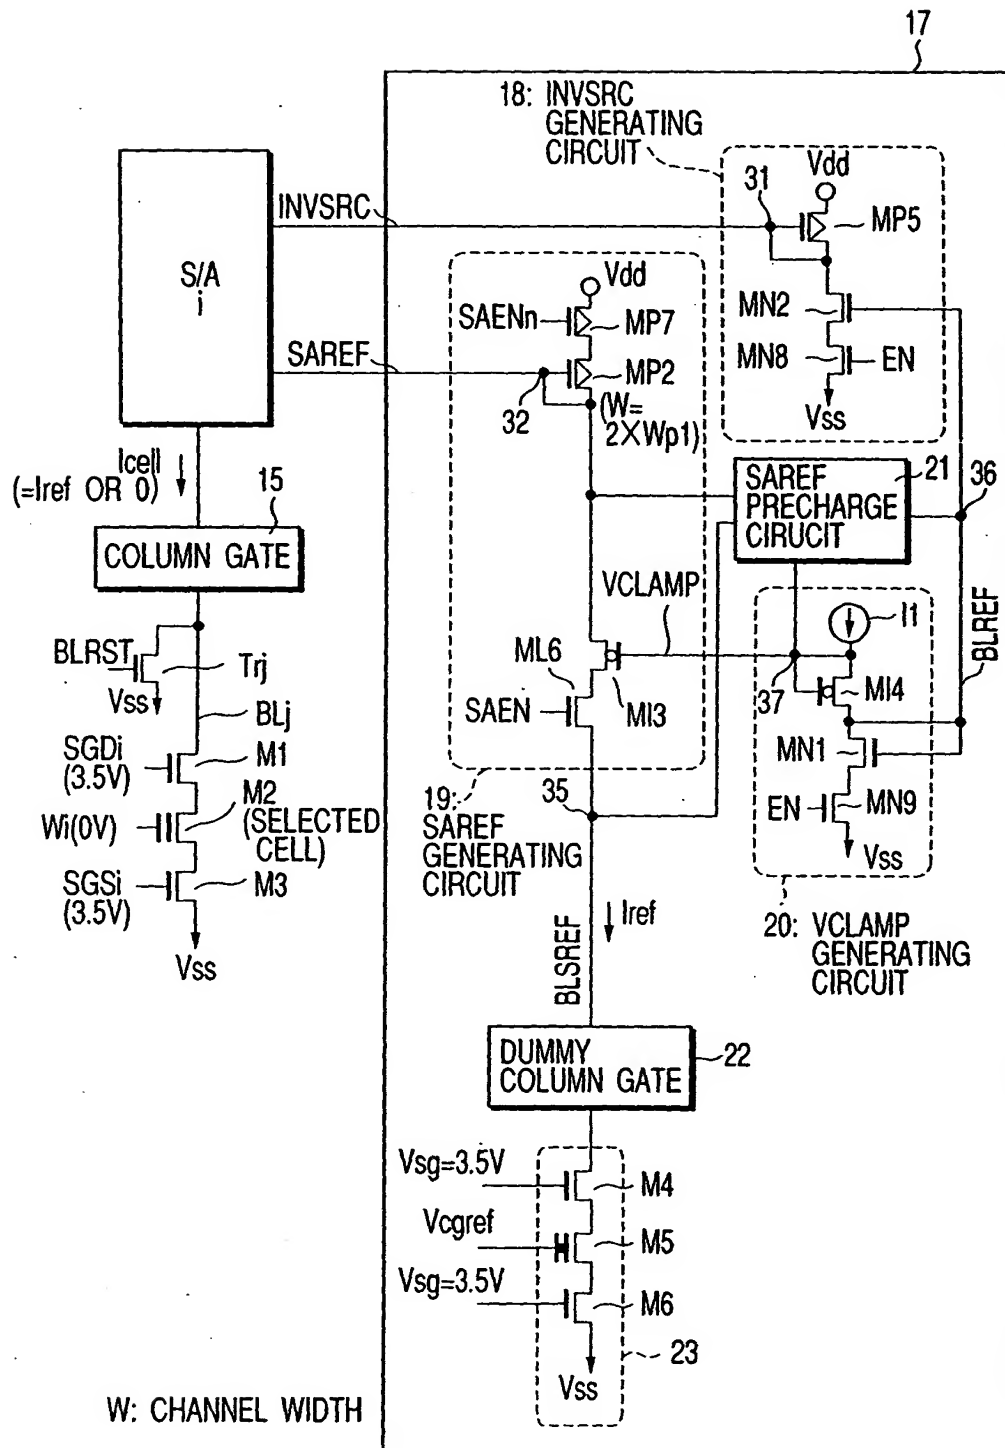 17
18: INVSRC
GENERATING
CIRCUIT
Vdd
31
MP5
INVSRC
S/A
i
Vdd
SAENn
MP7
MN2
SAREF
MP2
MN8
EN
32
(W=
2×Wp1)
Vss
Icell
(=Iref OR 0)
15
21
36
SAREF
PRECHARGE
CIRUCIT
COLUMN GATE
VCLAMP
I1
BLREF
BLRST
Trj
ML6
Vss
37
MI4
SAEN
MI3
BLj
SGDi
(3.5V)
M1
MN1
M2
(SELECTED
CELL)
Wi(0V)
19:
SAREF
GENERATING
CIRCUIT
35
EN
MN9
SGSi
(3.5V)
M3
Vss
Vss
Iref
20: VCLAMP
GENERATING
CIRCUIT
BLSREF
DUMMY
COLUMN GATE
22
Vsg=3.5V
M4
Vcgref
M5
Vsg=3.5V
M6
23
Vss
W: CHANNEL WIDTH